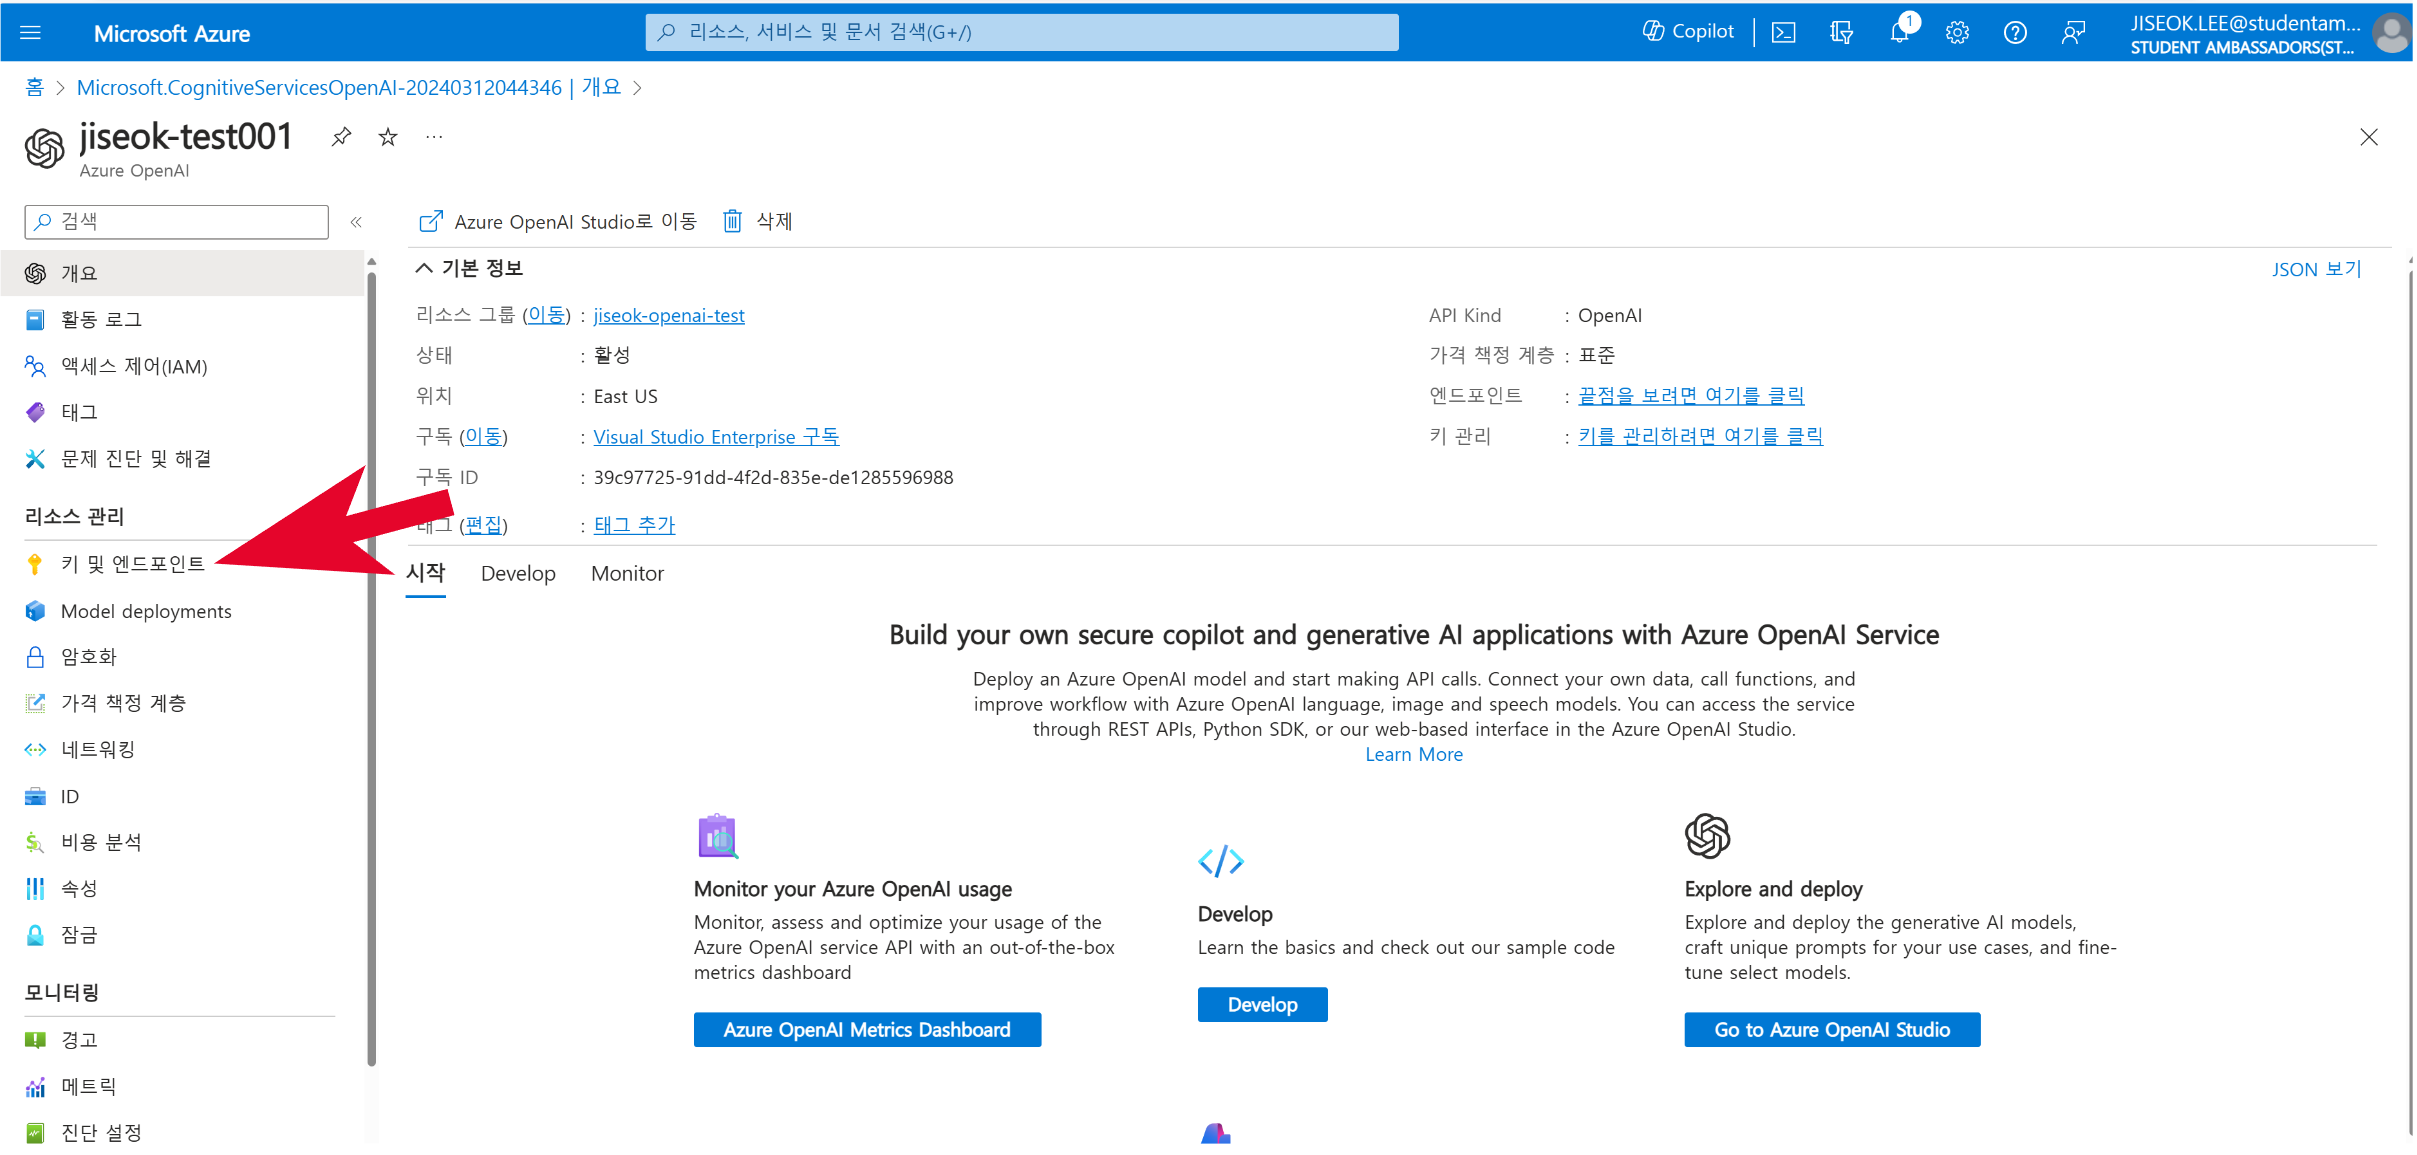 Microsoft Azure
리소스, 서비스 및 문서 검색(G+/)
Copilot
1
JISEOK.LEE@studentam...
STUDENT AMBASSADORS(ST...
홈 > Microsoft.CognitiveServicesOpenAI-20240312044346 | 개요 >
jiseok-test001
Azure OpenAI
검색
Azure OpenAI Studio로 이동
삭제
개요
활동 로그
액세스 제어(IAM)
태그
문제 진단 및 해결
리소스 관리
키 및 엔드포인트
Model deployments
암호화
가격 책정 계층
네트워킹
ID
비용 분석
속성
잠금
모니터링
경고
메트릭
진단 설정
기본 정보
JSON 보기
리소스 그룹 (이동) : jiseok-openai-test
상태 : 활성
위치 : East US
구독 (이동) : Visual Studio Enterprise 구독
구독 ID : 39c97725-91dd-4f2d-835e-de1285596988
태그 (편집) : 태그 추가
API Kind : OpenAI
가격 책정 계층 : 표준
엔드포인트 : 끝점을 보려면 여기를 클릭
키 관리 : 키를 관리하려면 여기를 클릭
시작 Develop Monitor
Build your own secure copilot and generative AI applications with Azure OpenAI Service
Deploy an Azure OpenAI model and start making API calls. Connect your own data, call functions, and
improve workflow with Azure OpenAI language, image and speech models. You can access the service
through REST APIs, Python SDK, or our web-based interface in the Azure OpenAI Studio.
Learn More
Monitor your Azure OpenAI usage
Monitor, assess and optimize your usage of the
Azure OpenAI service API with an out-of-the-box
metrics dashboard
Azure OpenAI Metrics Dashboard
Develop
Learn the basics and check out our sample code
Develop
Explore and deploy
Explore and deploy the generative AI models,
craft unique prompts for your use cases, and fine-
tune select models.
Go to Azure OpenAI Studio